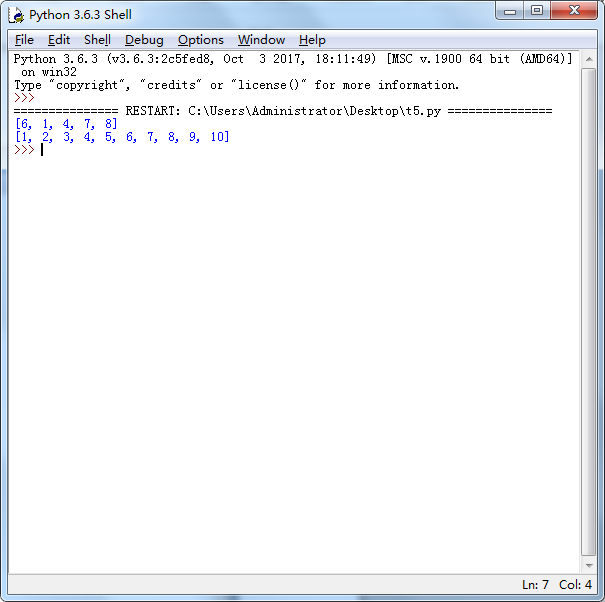 Python 3.6.3 Shell
File Edit Shell Debug Options Window Help
Python 3.6.3 (v3.6.3:2c5fed8, Oct  3 2017, 18:11:49) [MSC v.1900 64 bit (AMD64)]
 on win32
Type "copyright", "credits" or "license()" for more information.
>>>
=============== RESTART: C:\Users\Administrator\Desktop\t5.py ===============
[6, 1, 4, 7, 8]
[1, 2, 3, 4, 5, 6, 7, 8, 9, 10]
>>>
Ln: 7 Col: 4